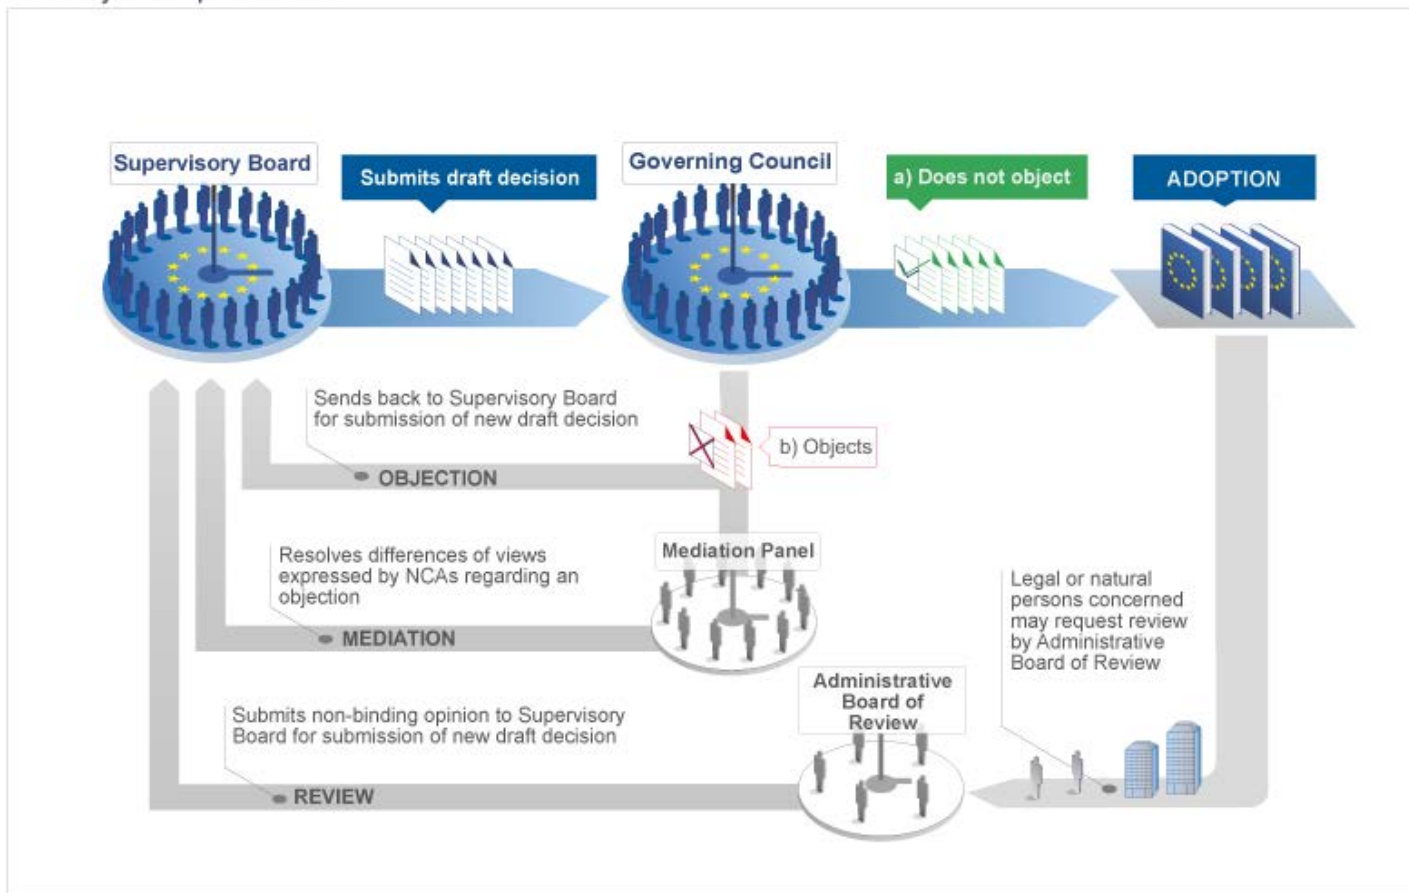 Supervisory Board
Submits draft decision
Governing Council
a) Does not object
ADOPTION
Sends back to Supervisory Board
for submission of new draft decision
OBJECTION
b) Objects
Resolves differences of views
expressed by NCAs regarding an
objection
MEDIATION
Mediation Panel
Legal or natural
persons concerned
may request review
by Administrative
Board of Review
Administrative
Board of
Review
Submits non-binding opinion to Supervisory
Board for submission of new draft decision
REVIEW